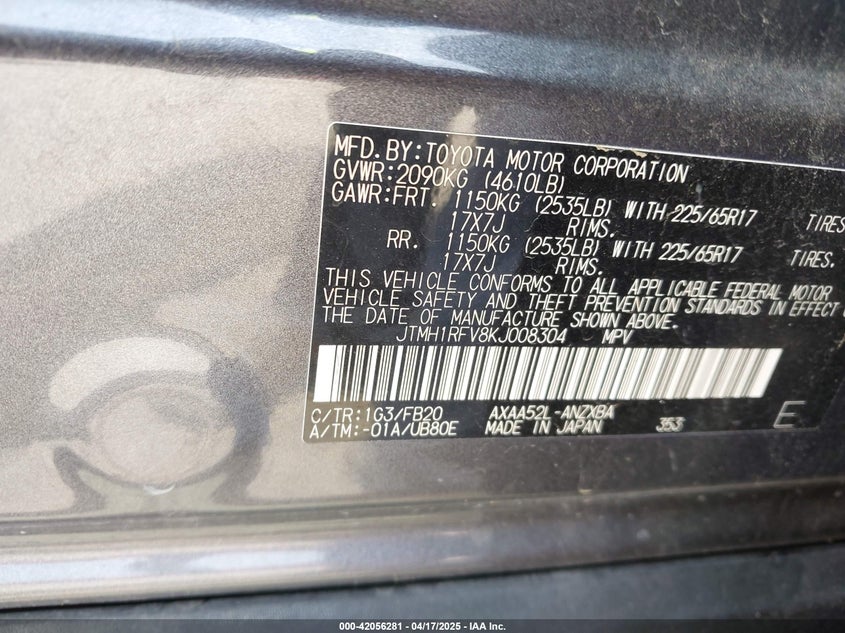 MFD. BY: TOYOTA MOTOR CORPORATION
GVWR: 2090KG (4610LB)
GAWR: FRT. 1150KG (2535LB) WITH 225/65R17 TIRES
17X7J RIMS.
RR. 1150KG (2535LB) WITH 225/65R17 TIRES.
17X7J RIMS.
THIS VEHICLE CONFORMS TO ALL APPLICABLE FEDERAL MOTOR
VEHICLE SAFETY AND THEFT PREVENTION STANDARDS IN EFFECT
THE DATE OF MANUFACTURE SHOWN ABOVE.
JTMH1RFV8KJ008304 MPV
C/TR: 1G3/FB20 AXAA52L-ANZXBA 353 E
A/TM: -01A/UB80E MADE IN JAPAN
000-42056281 - 04/17/2025 - IAA Inc.